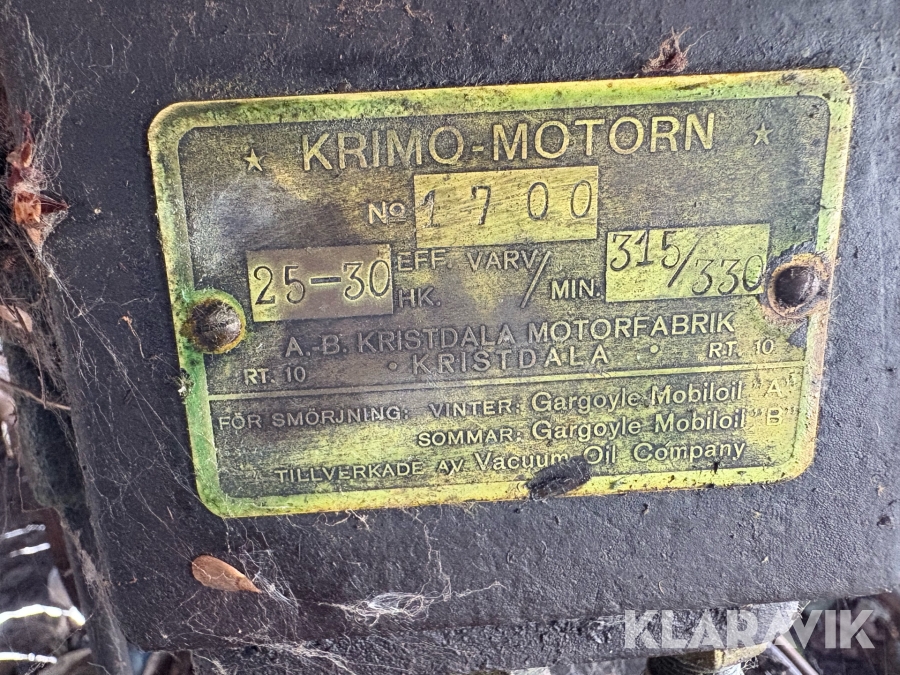 KRIMO-MOTORN
No 1700
25-30 EFF. HK. VARV/MIN. 315/330
A.-B. KRISTDALA MOTORFABRIK
RT. 10 · KRISTDALA · RT. 10
FÖR SMÖRJNING: VINTER: Gargoyle Mobiloil "A"
SOMMAR: Gargoyle Mobiloil "B"
TILLVERKADE AV Vacuum Oil Company
KLARAVIK